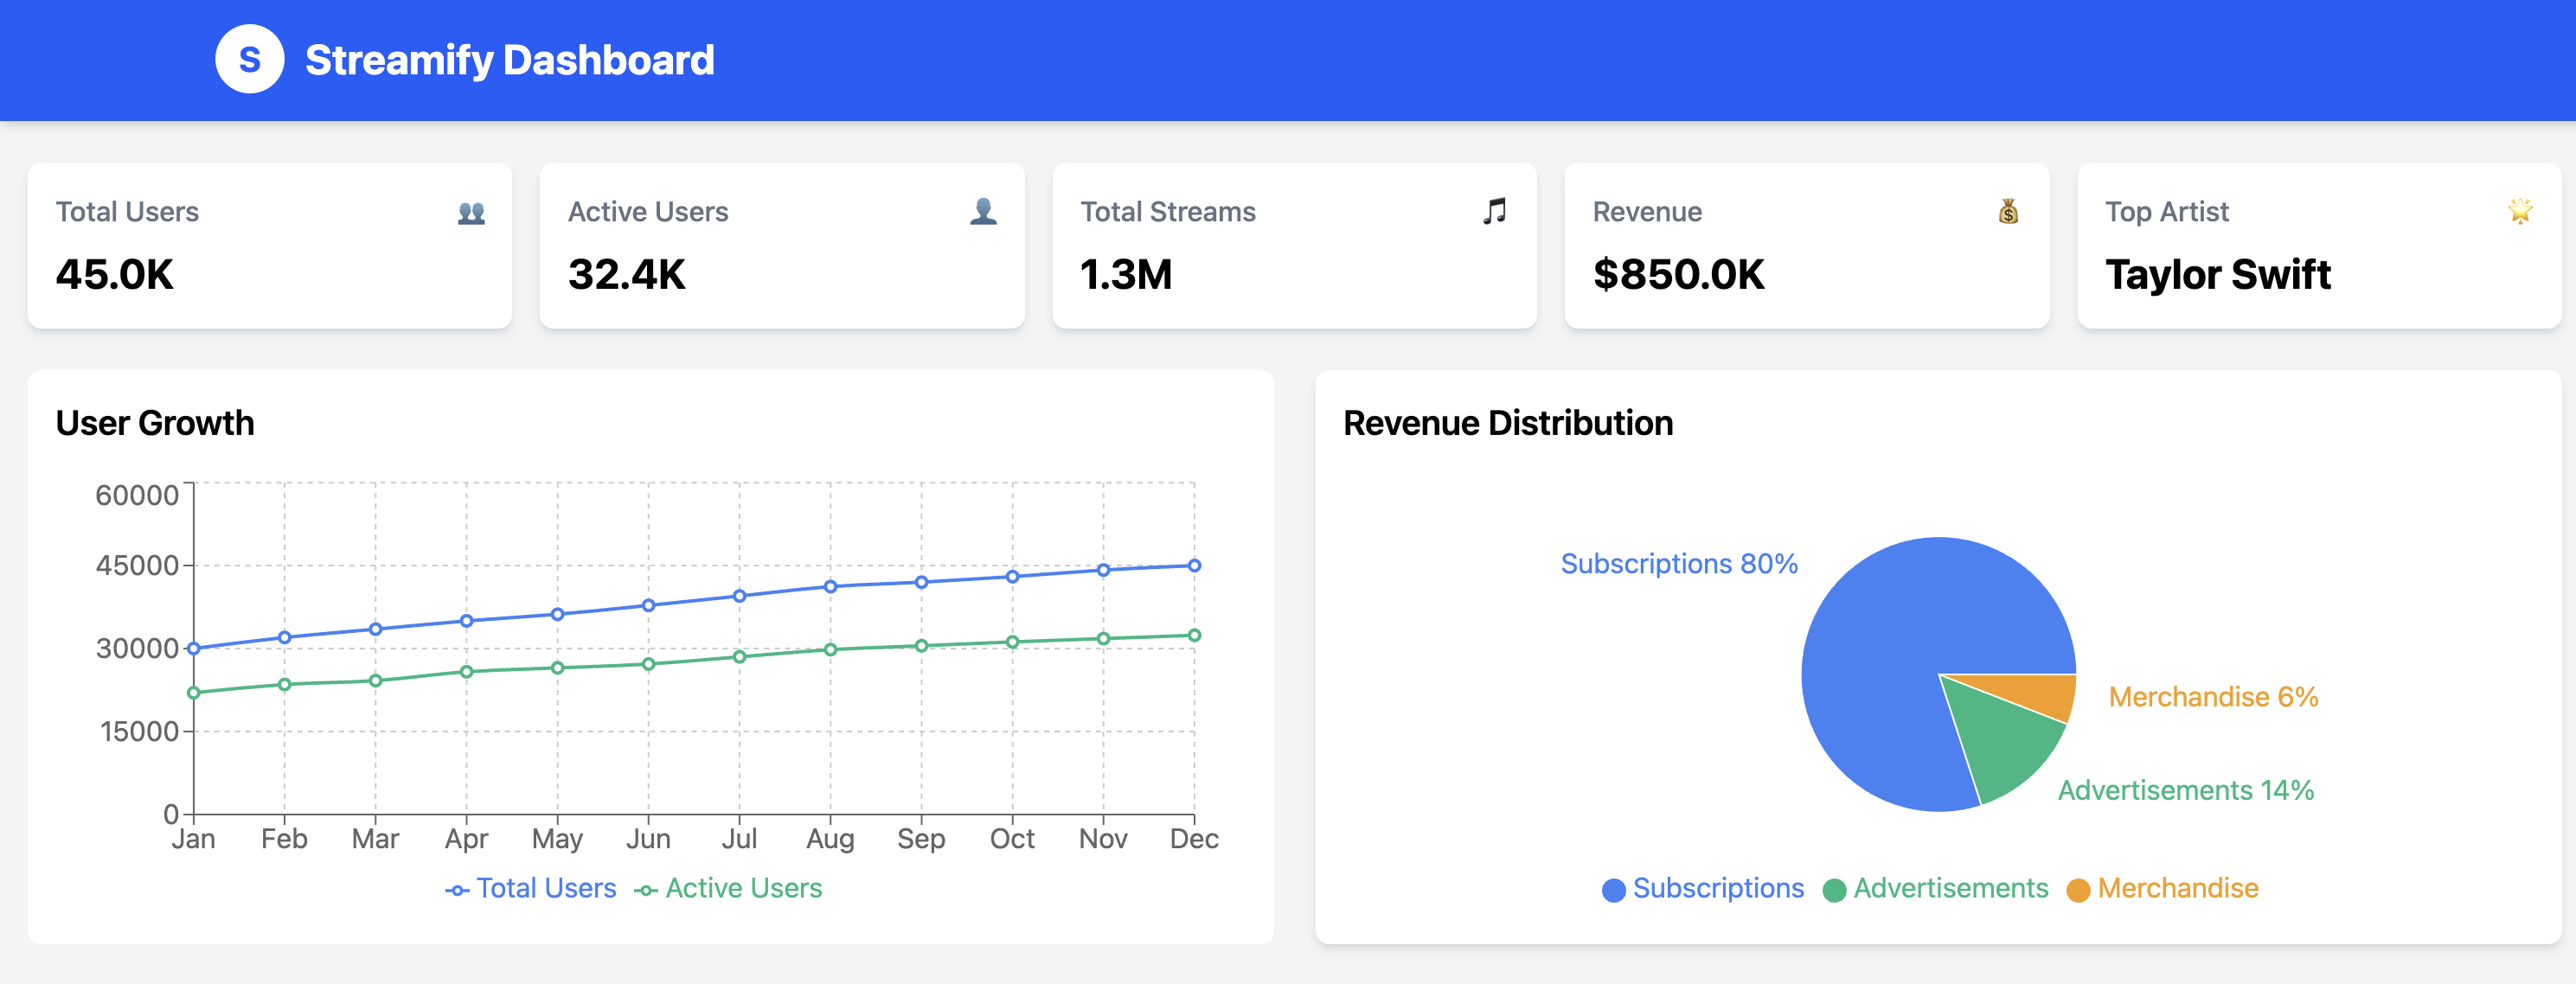 S
Streamify Dashboard
Total Users
45.0K
Active Users
32.4K
Total Streams
1.3M
Revenue
$850.0K
Top Artist
Taylor Swift
User Growth
60000
45000
30000
15000
0
Jan Feb Mar Apr May Jun Jul Aug Sep Oct Nov Dec
Total Users Active Users
Revenue Distribution
Subscriptions 80%
Merchandise 6%
Advertisements 14%
Subscriptions Advertisements Merchandise